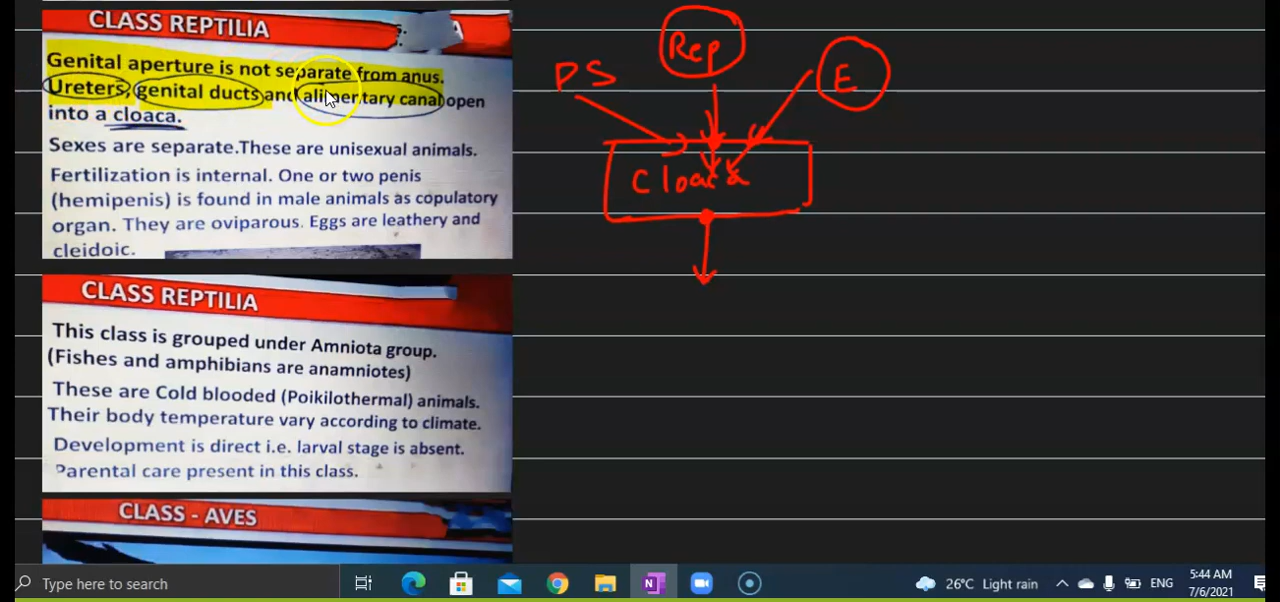 CLASS REPTILIA
A
Genital aperture is not separate from anus.
Ureters, genital ducts and alimentary canal open
into a cloaca.
Sexes are separate.These are unisexual animals.
Fertilization is internal. One or two penis
(hemipenis) is found in male animals as copulatory
organ. They are oviparous. Eggs are leathery and
cleidoic.
PS
Rep
E
Cloaca
CLASS REPTILIA
This class is grouped under Amniota group.
(Fishes and amphibians are anamniotes)
These are Cold blooded (Poikilothermal) animals.
Their body temperature vary according to climate.
Development is direct i.e. larval stage is absent.
Parental care present in this class.
CLASS - AVES
Type here to search
26°C Light rain
ENG
5:44 AM
7/6/2021